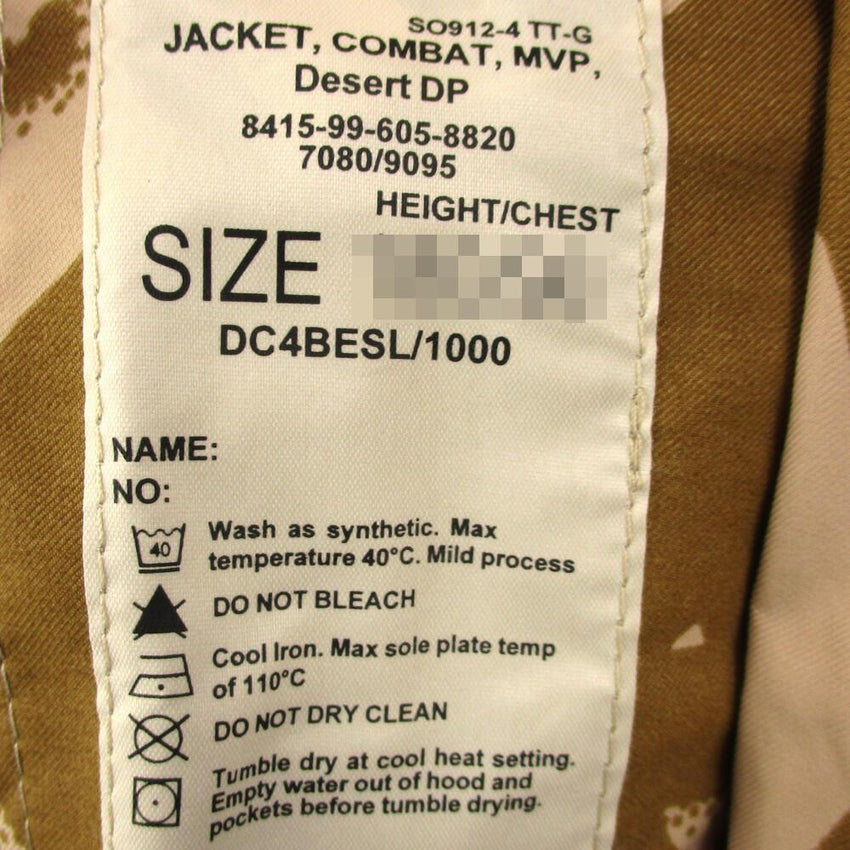 SO912-4 TT-G
JACKET, COMBAT, MVP,
Desert DP
8415-99-605-8820
7080/9095
HEIGHT/CHEST
SIZE
DC4BESL/1000
NAME:
NO:
40
Wash as synthetic. Max
temperature 40°C. Mild process
DO NOT BLEACH
Cool Iron. Max sole plate temp
of 110°C
DO NOT DRY CLEAN
Tumble dry at cool heat setting.
Empty water out of hood and
pockets before tumble drying.